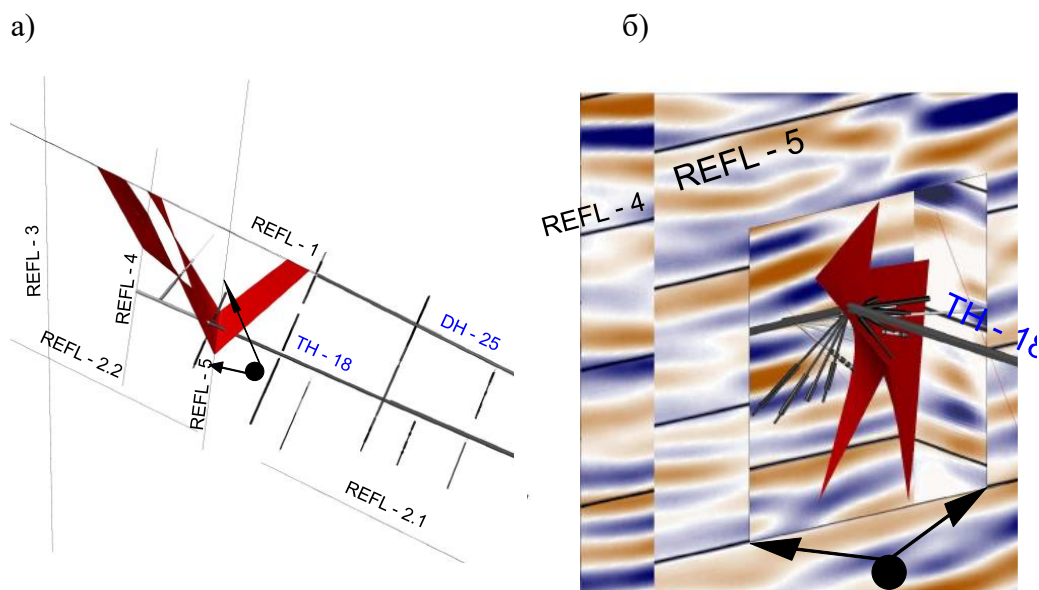 а)
б)
REFL - 3
REFL - 4
REFL - 1
DH - 25
TH - 18
REFL - 5
REFL - 2.2
REFL - 2.1
REFL - 5
REFL - 4
TH - 18